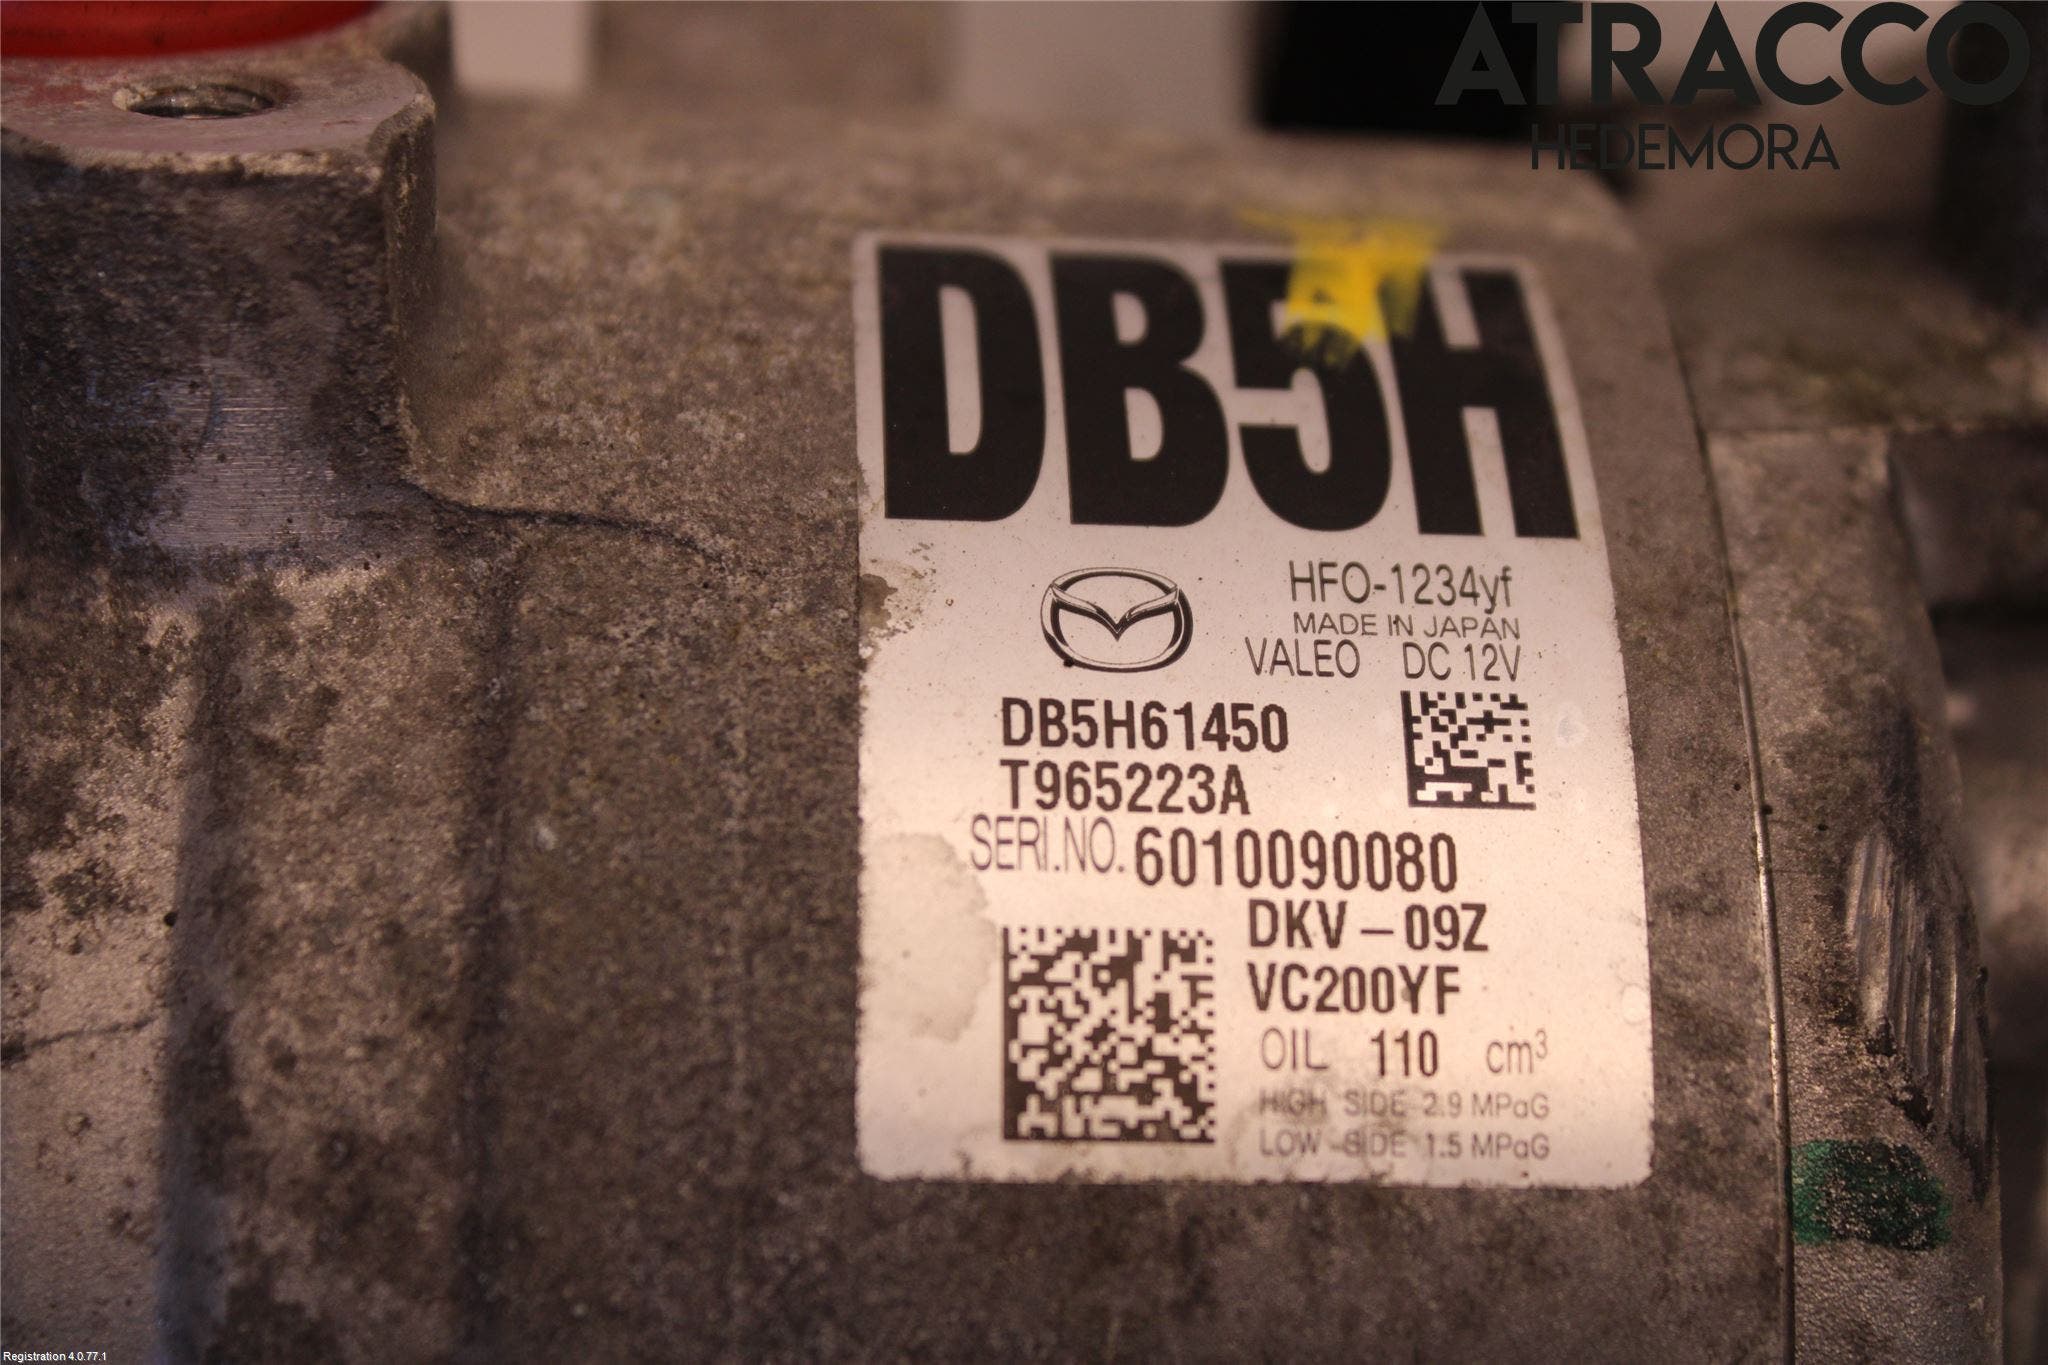 ATRACCO
HEDEMORA
DB5H
HFO-1234yf
MADE IN JAPAN
VALEO DC 12V
DB5H61450
T965223A
SERI.NO. 6010090080
DKV-09Z
VC200YF
OIL 110 cm³
HIGH SIDE 2.9 MPaG
LOW SIDE 1.5 MPaG
Registration 4.0.77.1